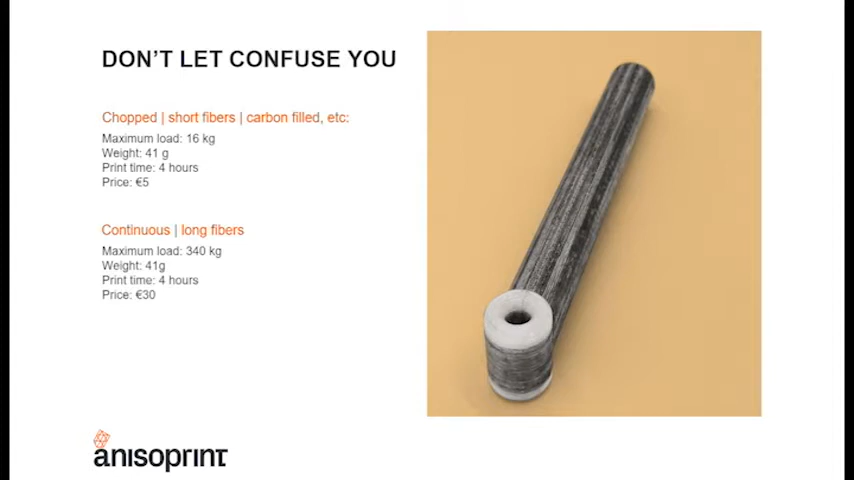 DON'T LET CONFUSE YOU
Chopped | short fibers | carbon filled, etc:
Maximum load: 16 kg
Weight: 41 g
Print time: 4 hours
Price: €5
Continuous | long fibers
Maximum load: 340 kg
Weight: 41g
Print time: 4 hours
Price: €30
anisoprint